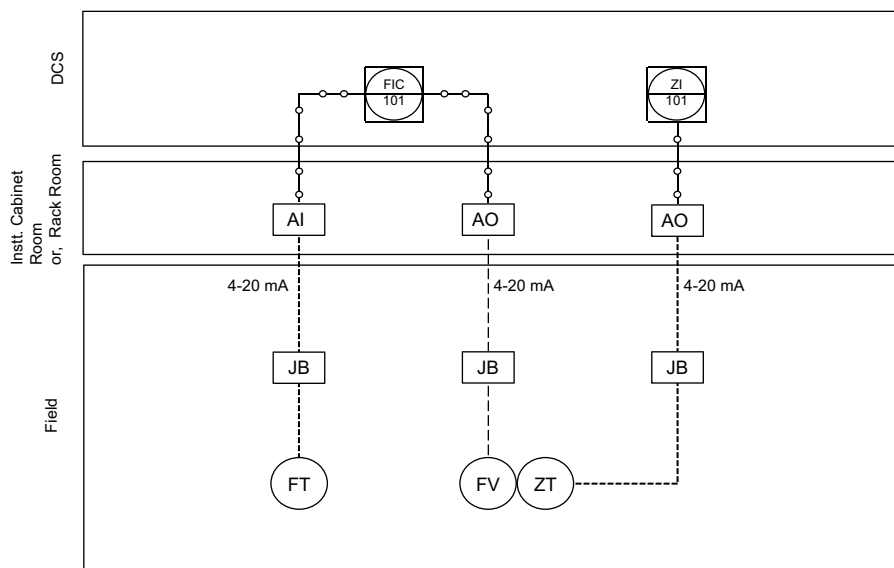 DCS
FIC
101
ZI
101
Instt. Cabinet
Room
or, Rack Room
AI
AO
AO
Field
4-20 mA
4-20 mA
4-20 mA
JB
JB
JB
FT
FV
ZT